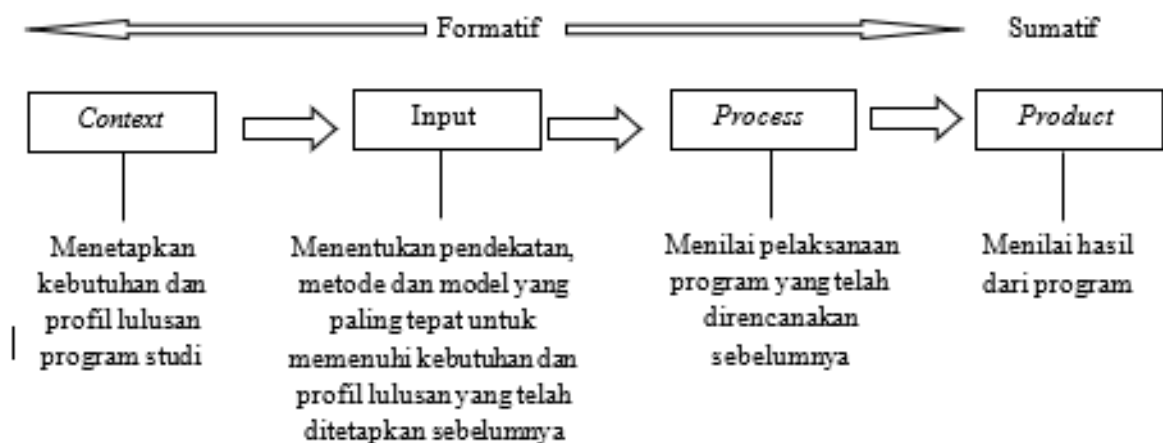 Formatif
Sumatif
Context
Input
Process
Product
Menetapkan
kebutuhan dan
profil lulusan
program studi
Menentukan pendekatan,
metode dan model yang
paling tepat untuk
memenuhi kebutuhan dan
profil lulusan yang telah
ditetapkan sebelumnya
Menilai pelaksanaan
program yang telah
direncanakan
sebelumnya
Menilai hasil
dari program